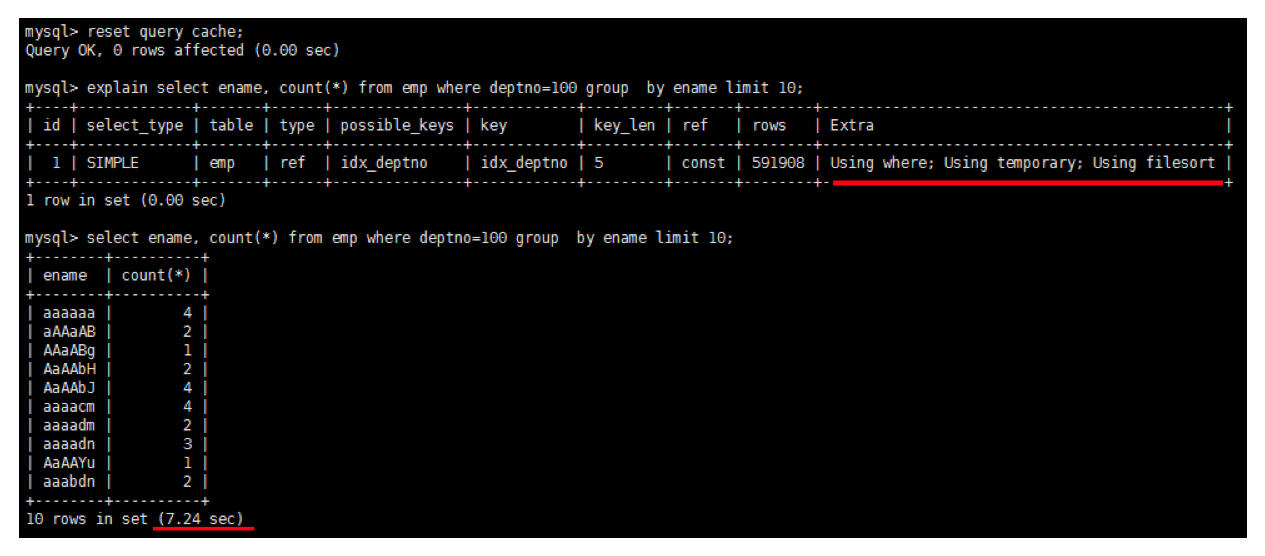 mysql> reset query cache;
Query OK, 0 rows affected (0.00 sec)
mysql> explain select ename, count(*) from emp where deptno=100 group  by ename limit 10;
+----+-------------+-------+------+---------------+------------+---------+-------+--------+----------------------------------------------+
| id | select_type | table | type | possible_keys | key        | key_len | ref   | rows   | Extra                                        |
+----+-------------+-------+------+---------------+------------+---------+-------+--------+----------------------------------------------+
|  1 | SIMPLE      | emp   | ref  | idx_deptno    | idx_deptno | 5       | const | 591908 | Using where; Using temporary; Using filesort |
+----+-------------+-------+------+---------------+------------+---------+-------+--------+----------------------------------------------+
1 row in set (0.00 sec)
mysql> select ename, count(*) from emp where deptno=100 group  by ename limit 10;
+--------+----------+
| ename  | count(*) |
+--------+----------+
| aaaaaa |        4 |
| aAAaAB |        2 |
| AAaABg |        1 |
| AaAAbH |        2 |
| AaAAbJ |        4 |
| aaaacm |        4 |
| aaaadm |        2 |
| aaaadn |        3 |
| AaAAYu |        1 |
| aaabdn |        2 |
+--------+----------+
10 rows in set (7.24 sec)